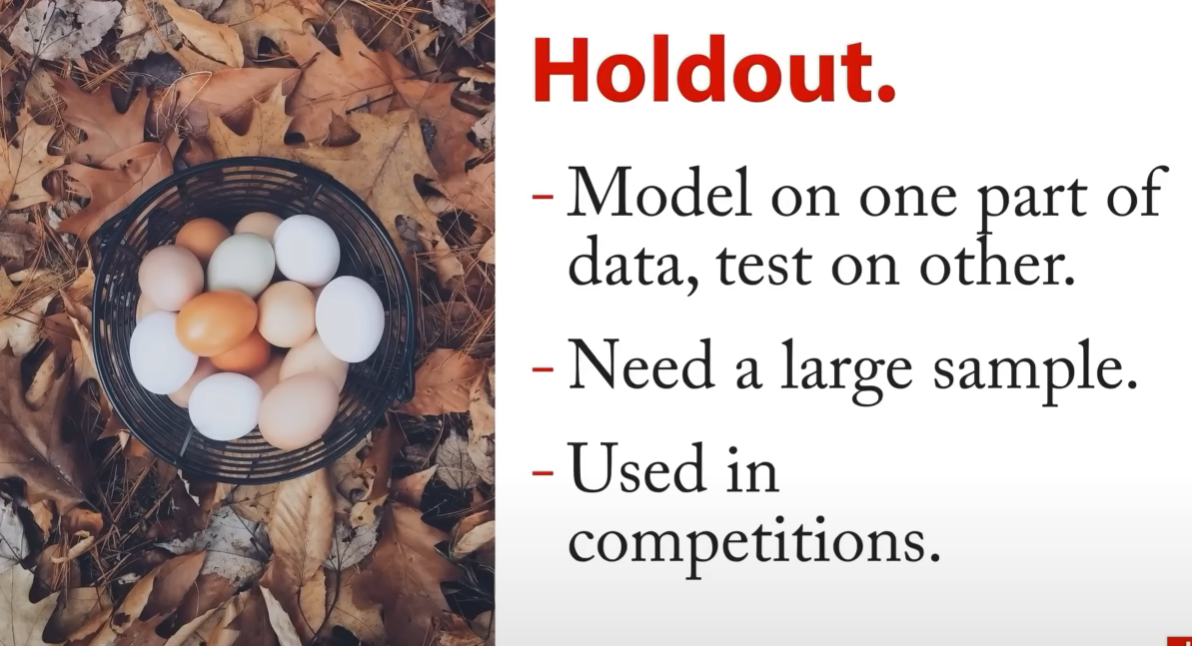 Holdout.
- Model on one part of
data, test on other.
- Need a large sample.
- Used in
competitions.